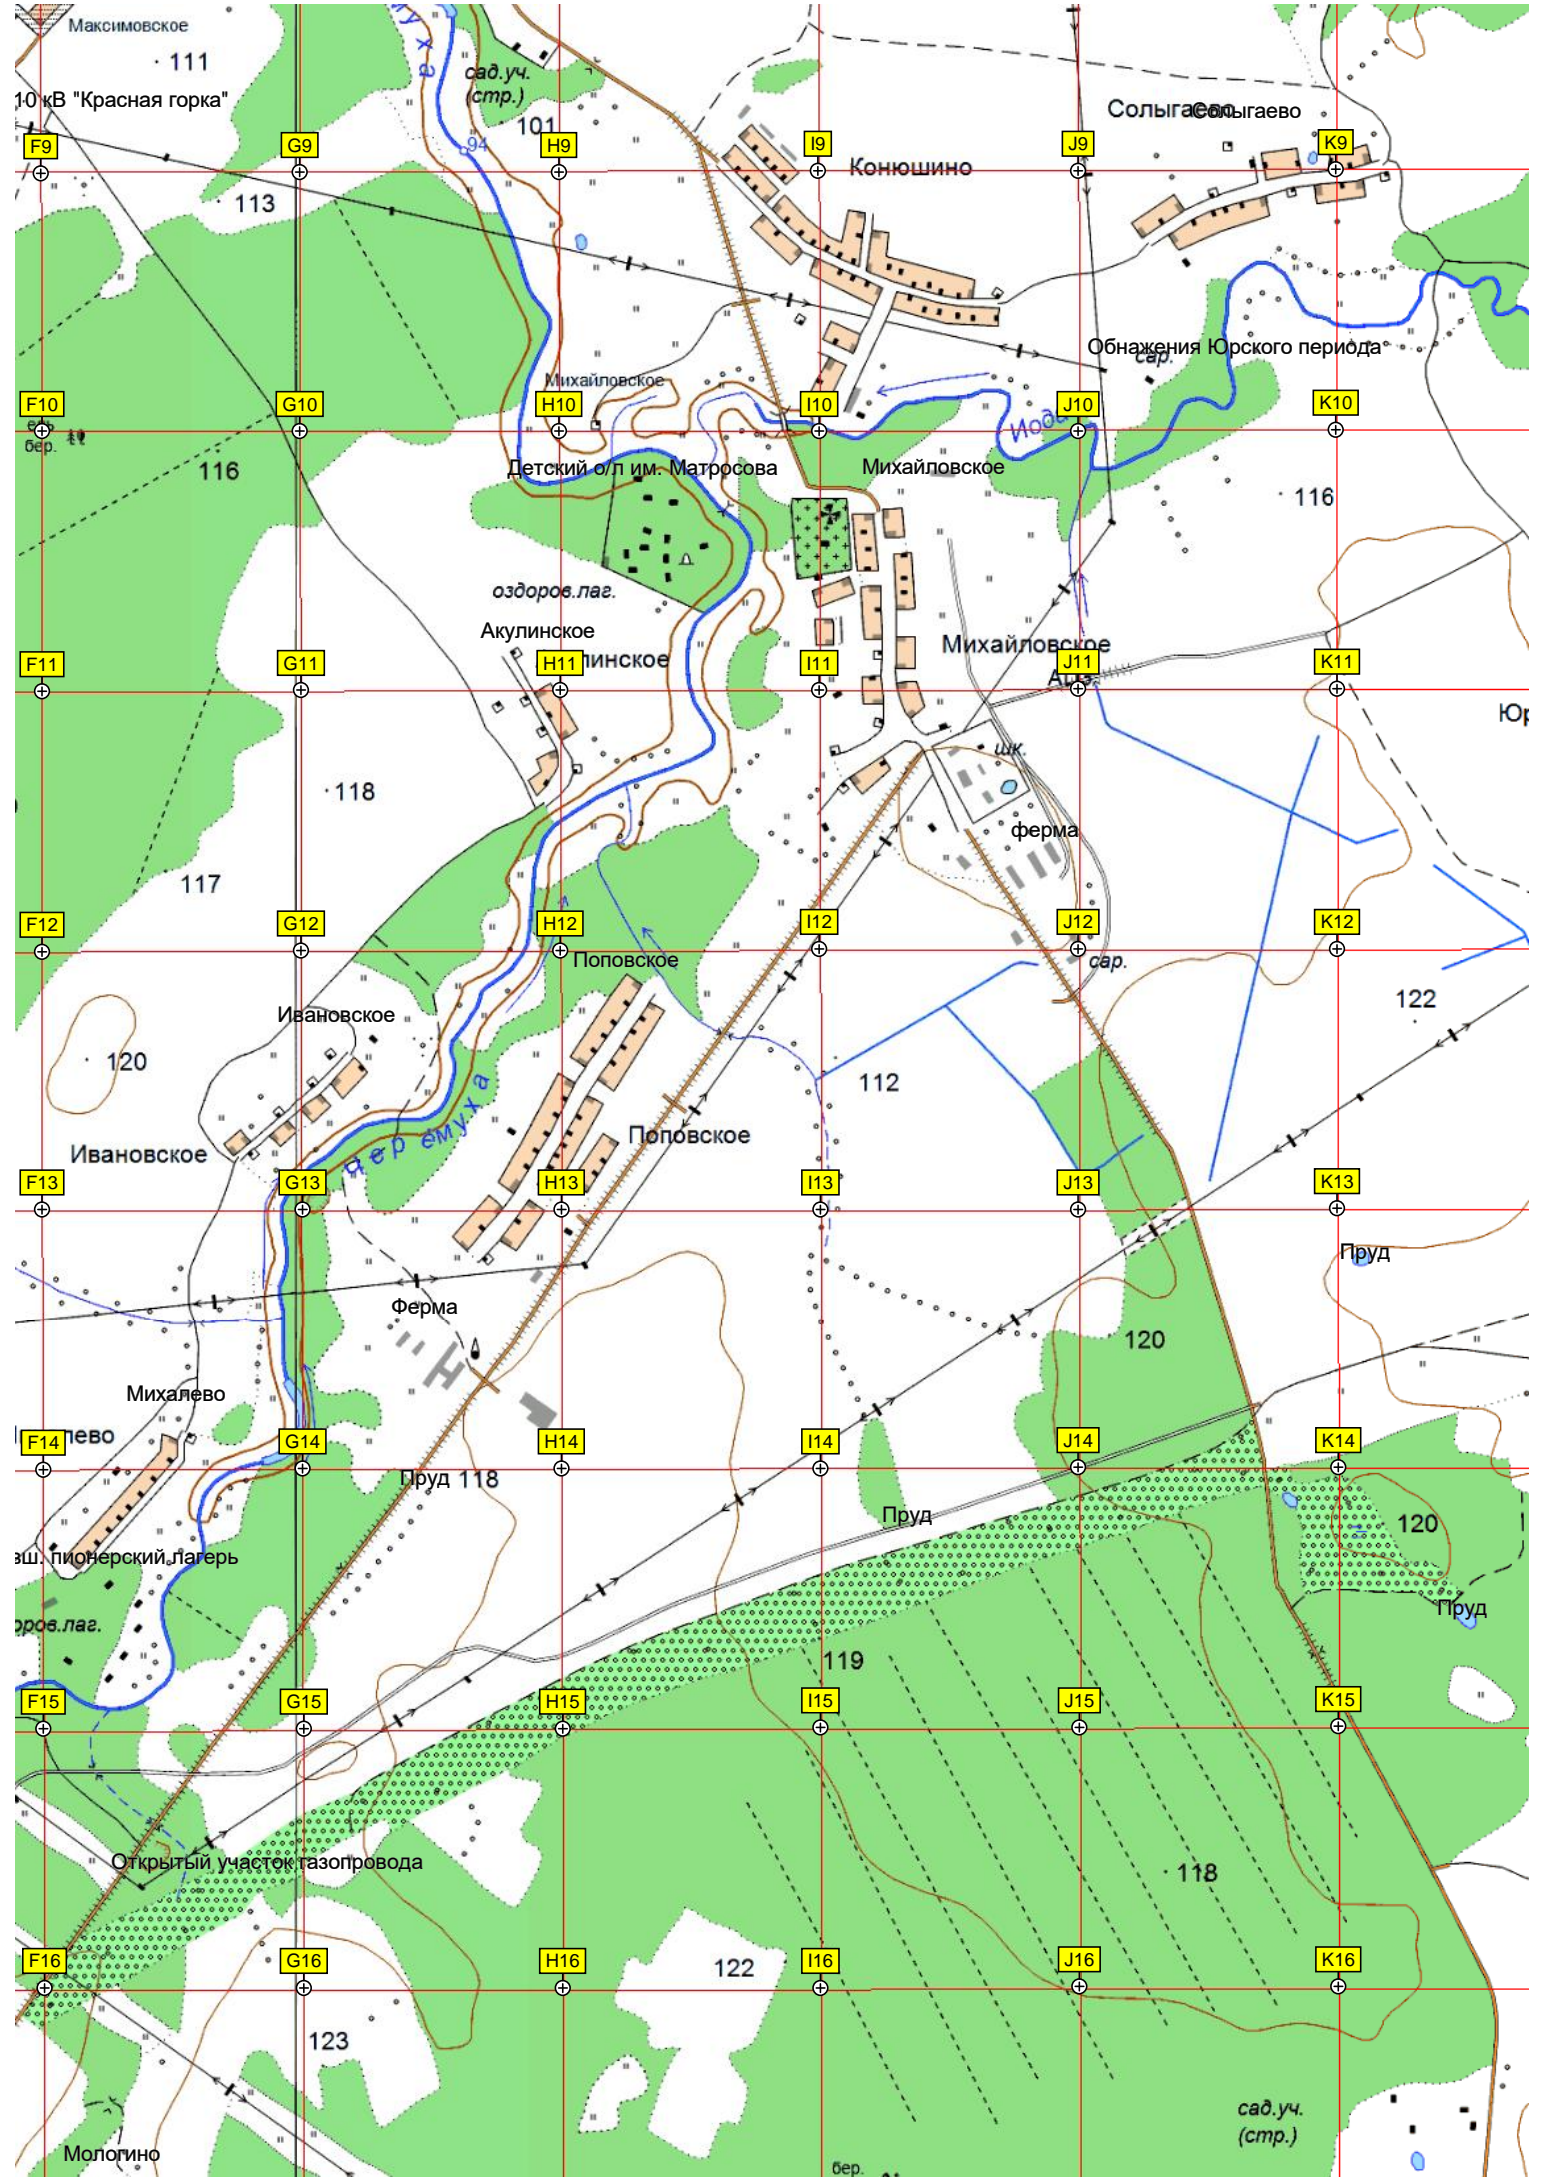 Максимовское
111
10 кВ "Красная горка"
сад.уч.
(стр.)
101
94
Солыгаево
Солыгаево
F9
G9
H9
I9
J9
K9
Конюшино
113
Обнажения Юрского периода
сар.
Михайловское
F10
G10
H10
I10
J10
K10
бер.
116
Детский о/л им. Матросова
Михайловское
116
оздоров.лаг.
Акулинское
Михайловское
F11
G11
H11
I11
J11
K11
шк.
118
ферма
117
F12
G12
H12
I12
J12
K12
Поповское
сар.
122
Ивановское
120
112
Черёмуха
Поповское
Ивановское
F13
G13
H13
I13
J13
K13
Пруд
Ферма
120
Михалево
F14
G14
H14
I14
J14
K14
Пруд 118
Пруд
120
вш. пионерский лагерь
Пруд
оров.лаг.
119
F15
G15
H15
I15
J15
K15
Открытый участок газопровода
118
F16
G16
H16
I16
J16
K16
122
123
сад.уч.
(стр.)
Мологино
бер.